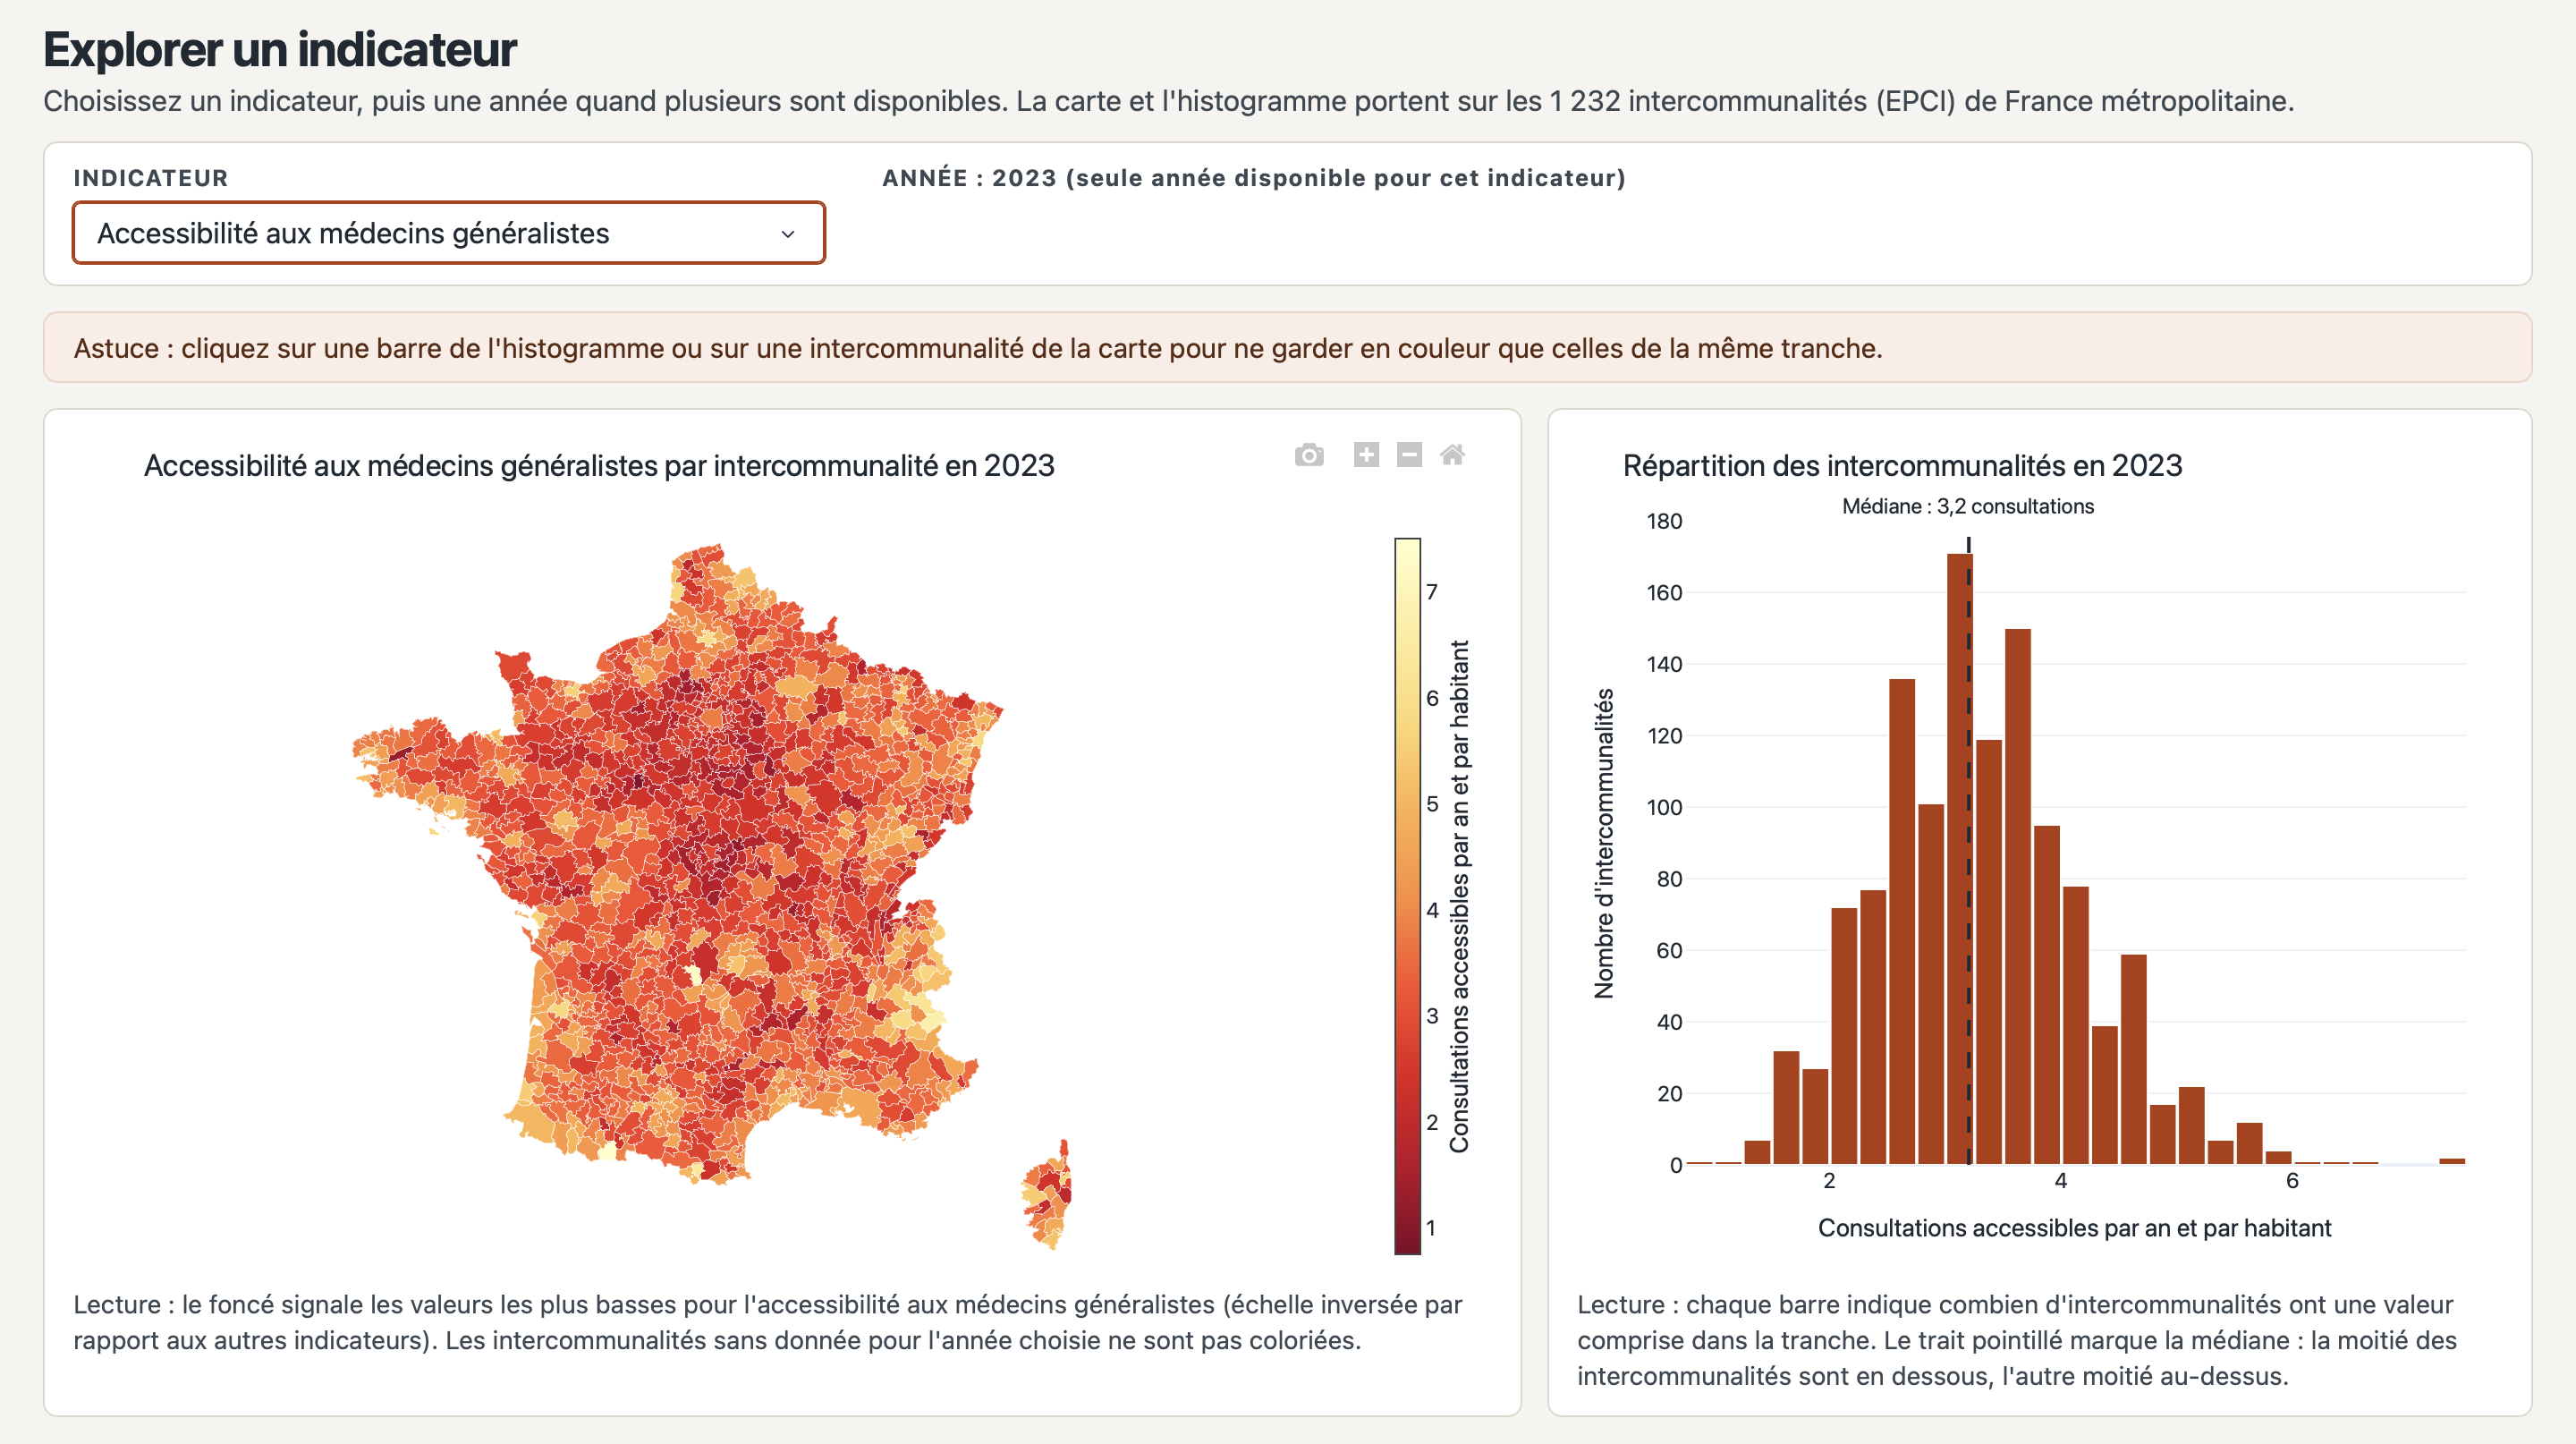 Explorer un indicateur
Choisissez un indicateur, puis une année quand plusieurs sont disponibles. La carte et l'histogramme portent sur les 1 232 intercommunalités (EPCI) de France métropolitaine.
INDICATEUR
Accessibilité aux médecins généralistes
ANNÉE : 2023 (seule année disponible pour cet indicateur)
Astuce : cliquez sur une barre de l'histogramme ou sur une intercommunalité de la carte pour ne garder en couleur que celles de la même tranche.
Accessibilité aux médecins généralistes par intercommunalité en 2023
7
6
5
4
3
2
1
Consultations accessibles par an et par habitant
Lecture : le foncé signale les valeurs les plus basses pour l'accessibilité aux médecins généralistes (échelle inversée par
rapport aux autres indicateurs). Les intercommunalités sans donnée pour l'année choisie ne sont pas coloriées.
Répartition des intercommunalités en 2023
Médiane : 3,2 consultations
180
160
140
120
100
80
60
40
20
0
Nombre d'intercommunalités
2
4
6
Consultations accessibles par an et par habitant
Lecture : chaque barre indique combien d'intercommunalités ont une valeur
comprise dans la tranche. Le trait pointillé marque la médiane : la moitié des
intercommunalités sont en dessous, l'autre moitié au-dessus.